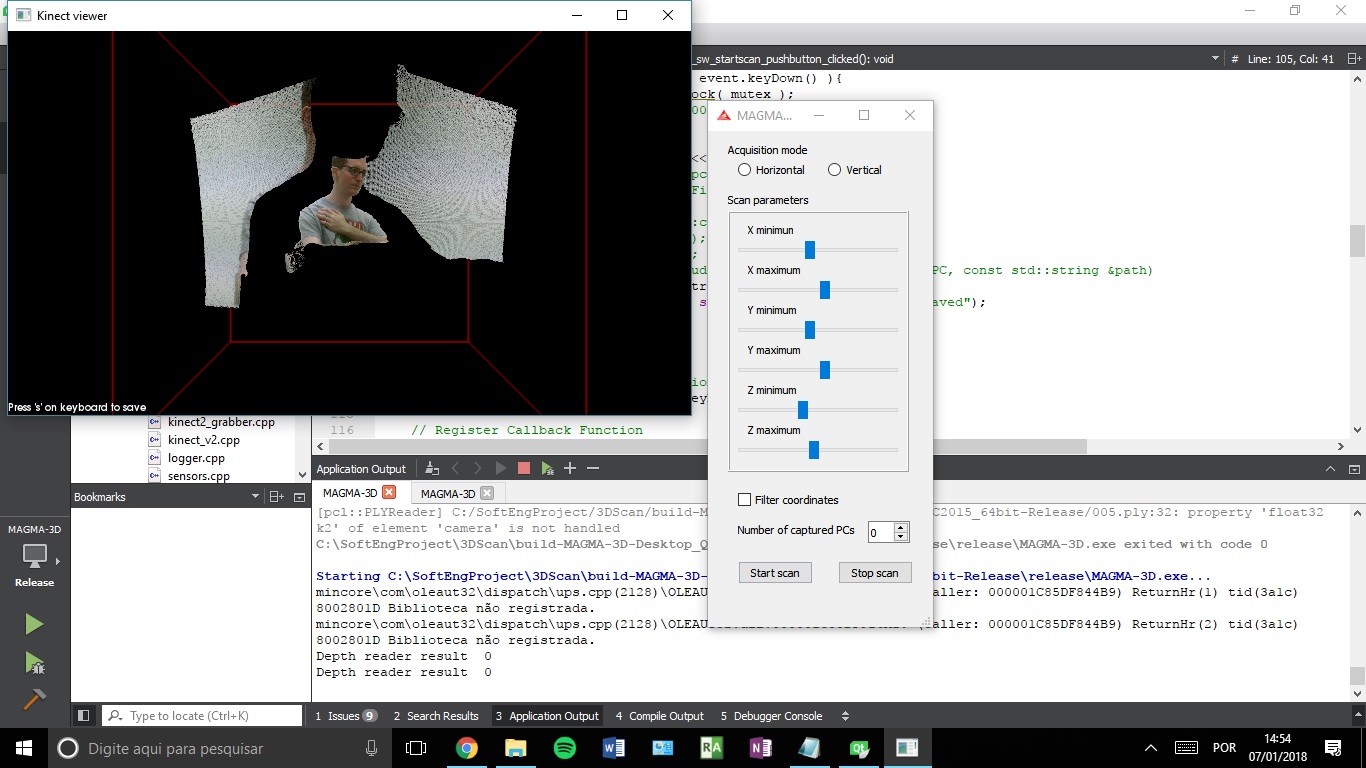 Kinect viewer
Press 's' on keyboard to save
_sw_startscan_pushbutton_clicked(): void
# Line: 105, Col: 41
event.keyDown() ){
ock( mutex );
00
<<
pc
Fi
:c
);
;
ud
PC, const std::string &path)
tr
s
aved");
io
ey
116 // Register Callback Function
MAGMA...
Acquisition mode
Horizontal
Vertical
Scan parameters
X minimun
X maximum
Y minimum
Y maximum
Z minimum
Z maximum
Filter coordinates
Number of captured PCs 0
Start scan
Stop scan
kinect2_grabber.cpp
kinect_v2.cpp
logger.cpp
sensors.cpp
Bookmarks
MAGMA-3D
Release
Application Output
MAGMA-3D
MAGMA-3D
[pcl::PLYReader] C:/SoftEngProject/3DScan/build-M
C2015_64bit-Release/005.ply:32: property 'float32
k2' of element 'camera' is not handled
C:\SoftEngProject\3DScan\build-MAGMA-3D-Desktop_Q
se\release\MAGMA-3D.exe exited with code 0
Starting C:\SoftEngProject\3DScan\build-MAGMA-3D-
bit-Release\release\MAGMA-3D.exe...
mincore\com\oleaut32\dispatch\ups.cpp(2128)\OLEAU
aller: 000001C85DF844B9) ReturnHr(1) tid(3a1c)
8002801D Biblioteca não registrada.
mincore\com\oleaut32\dispatch\ups.cpp(2128)\OLEAU
aller: 000001C85DF844B9) ReturnHr(2) tid(3a1c)
8002801D Biblioteca não registrada.
Depth reader result 0
Depth reader result 0
Type to locate (Ctrl+K)
1 Issues 9
2 Search Results
3 Application Output
4 Compile Output
5 Debugger Console
Digite aqui para pesquisar
RA
POR
14:54
07/01/2018